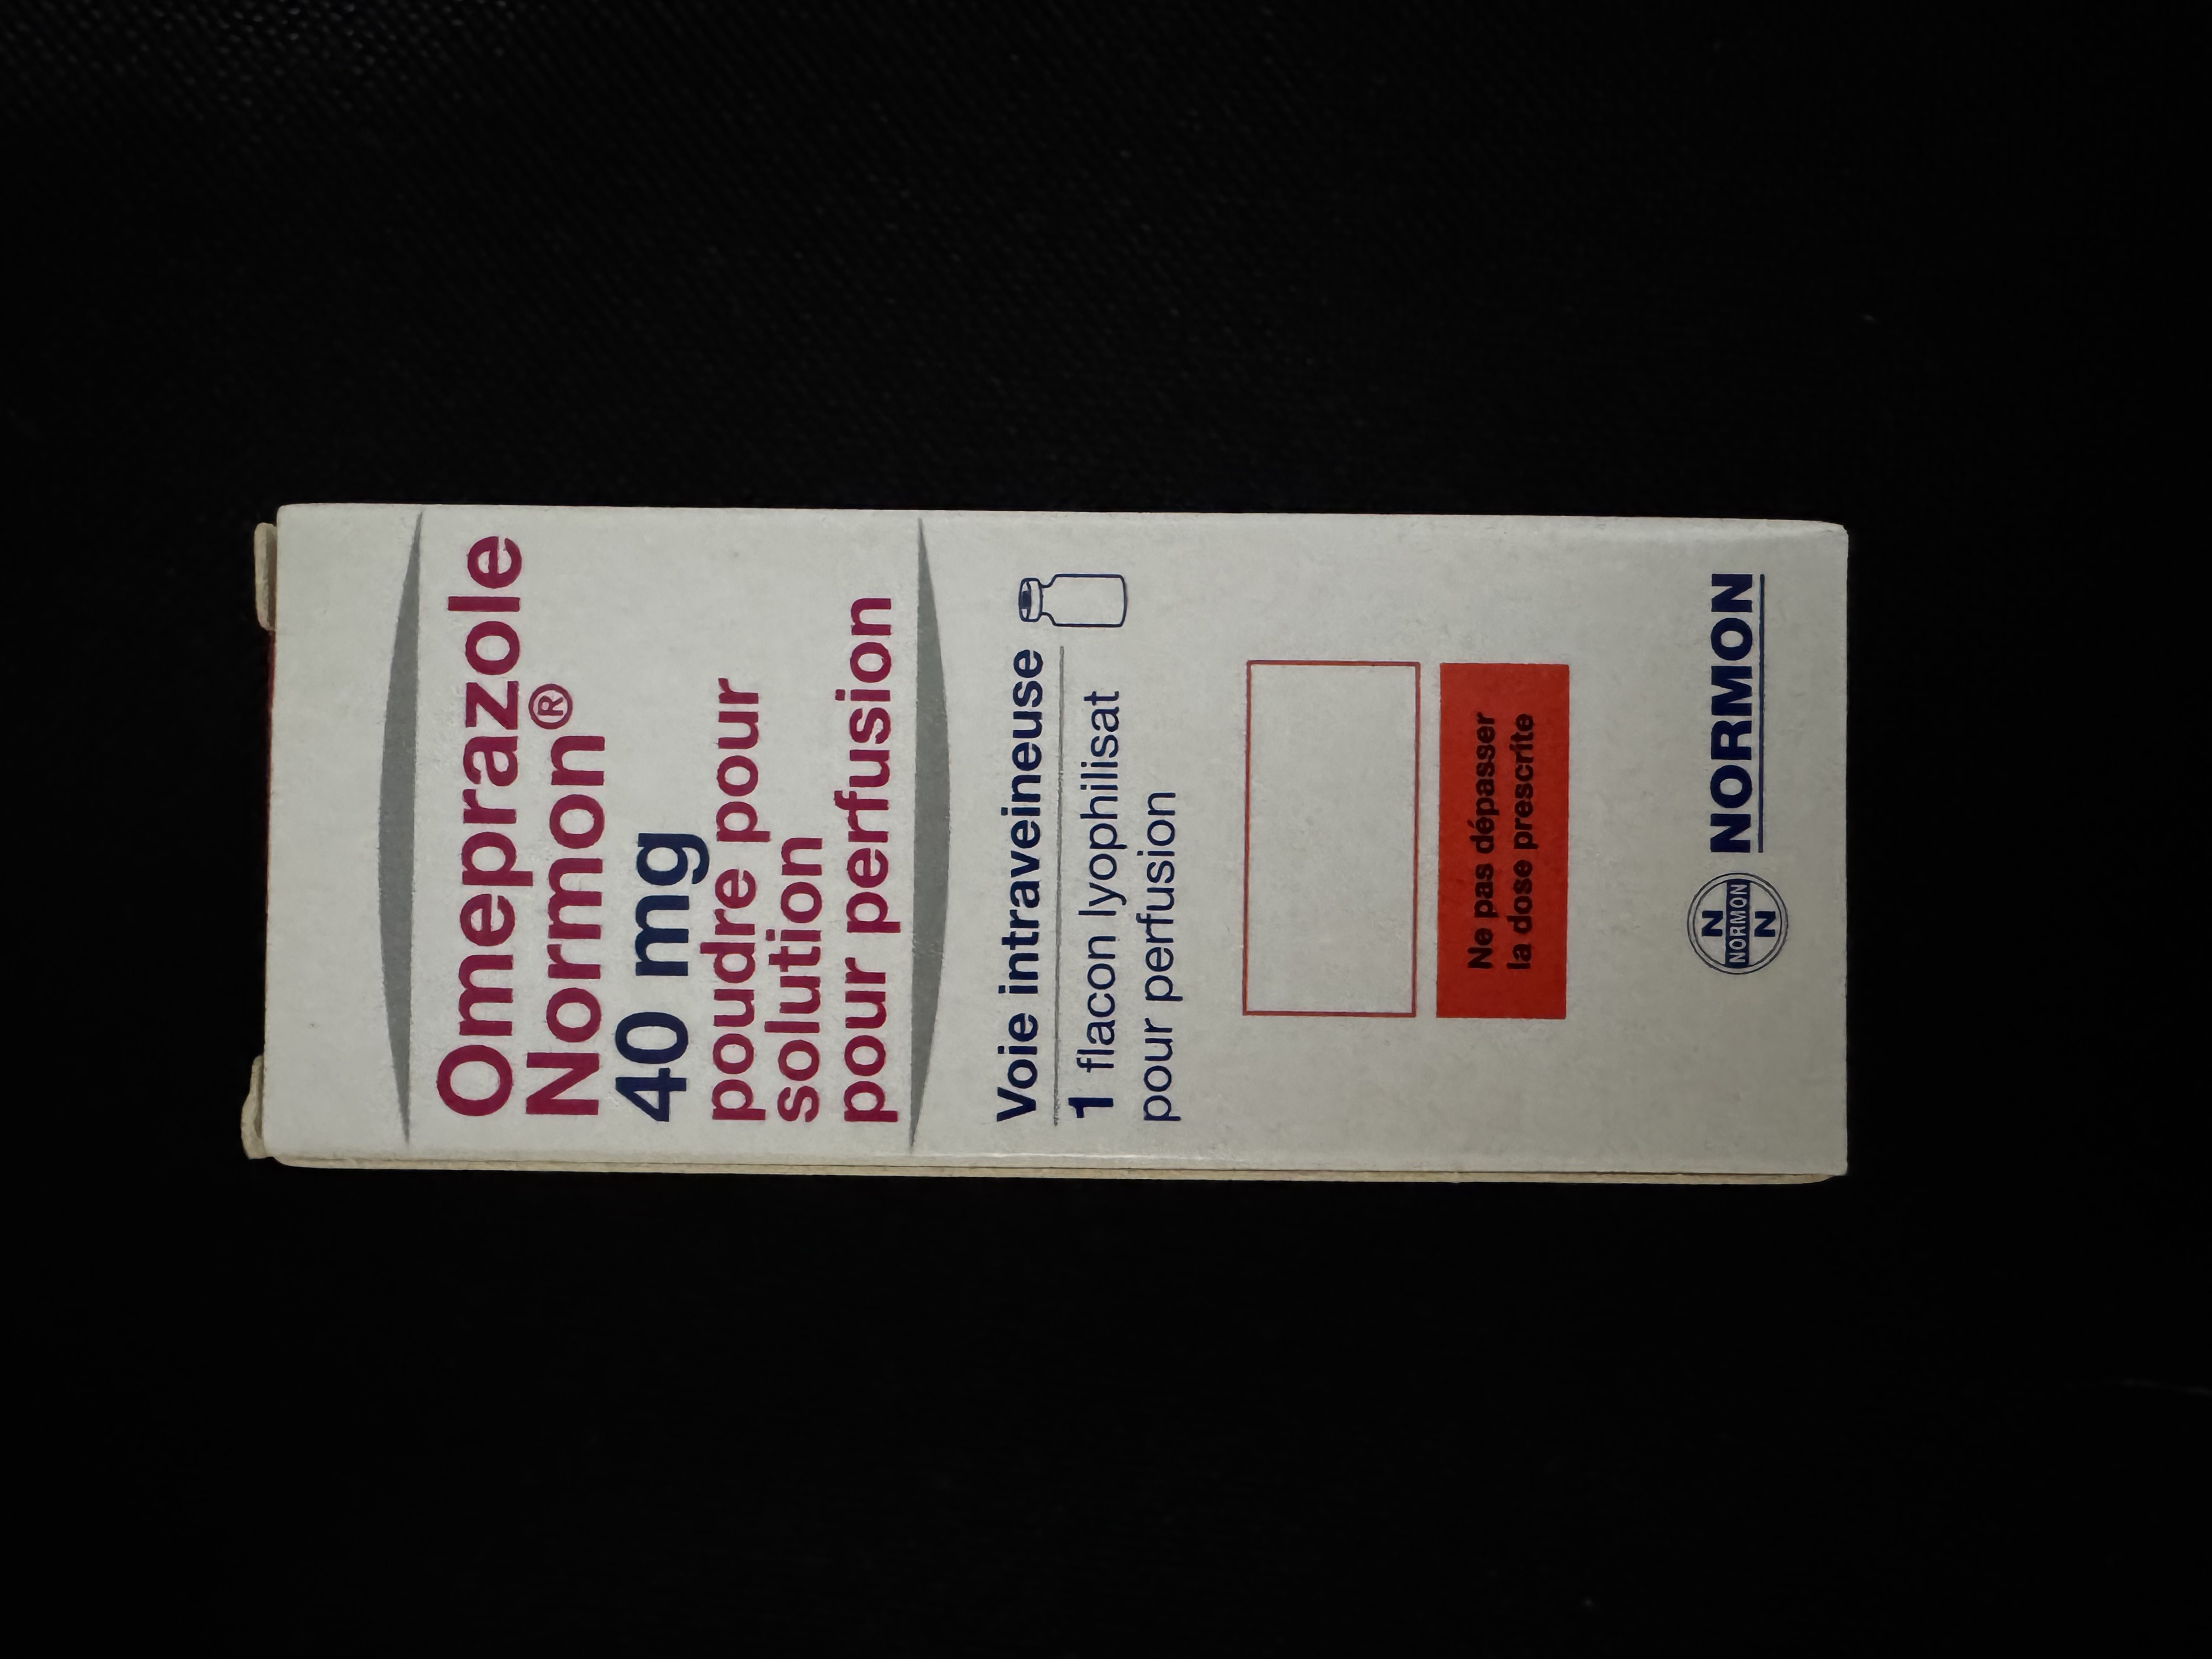 Omeprazole
Normon®
40 mg
poudre pour
solution
pour perfusion
Voie intraveineuse
1 flacon lyophilisat
pour perfusion
Ne pas dépasser
la dose prescrite
N
NORMON
N
NORMON